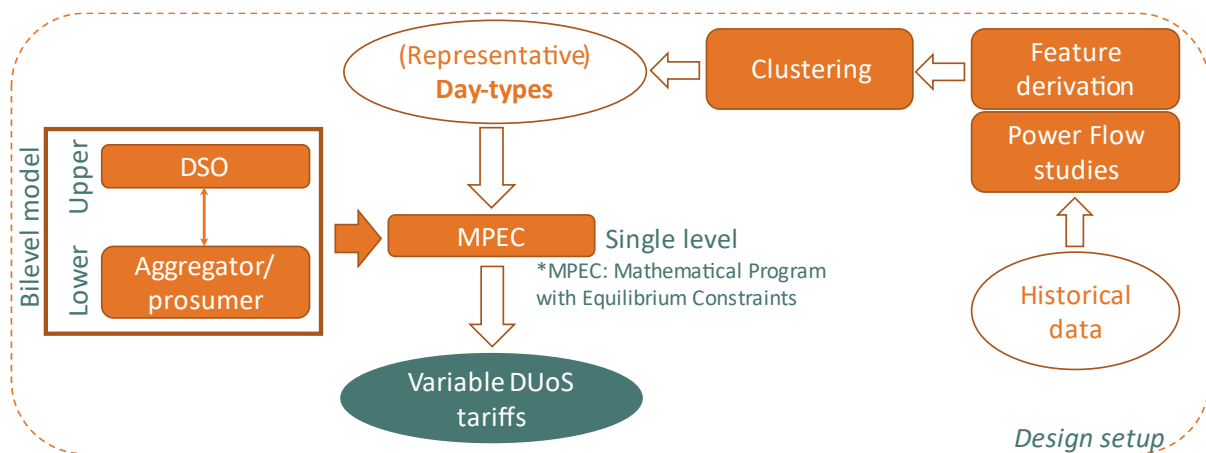 (Representative)
Day-types
Clustering
Feature
derivation
Power Flow
studies
Historical
data
Bilevel model
Upper
Lower
DSO
Aggregator/
prosumer
MPEC
Single level
*MPEC: Mathematical Program
with Equilibrium Constraints
Variable DUoS
tariffs
Design setup